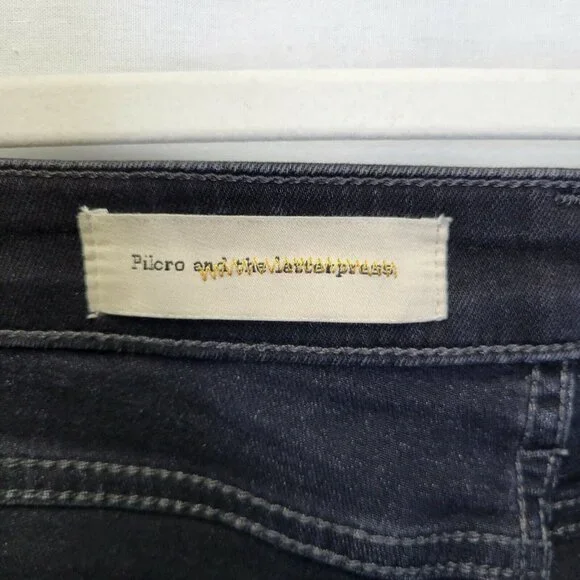 Pilcro and the letterpress